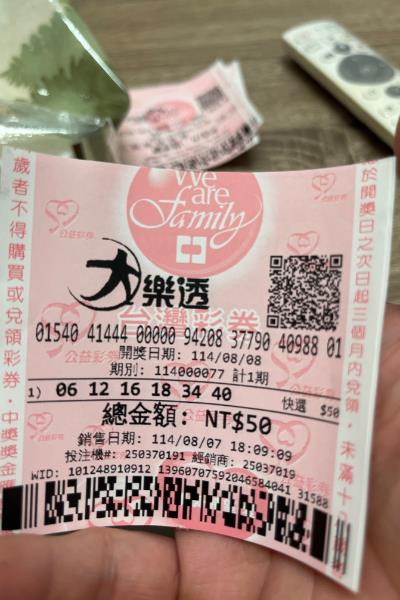 We
are
Family
公益彩券
大樂透
台灣彩券
01540 41444 00000 94208 37790 40988 01
開獎日期: 114/08/08
期別: 114000077 計1期
1) 06 12 16 18 34 40 快選 $50
總金額: NT$50
銷售日期: 114/08/07 18:09:09
投注機#: 250370191 經銷商: 25037019
WID: 101248910912 13960707592046584041 31588
歲者不得購買或兌領彩券。中獎獎金應
於開獎日之次日起三個月內兌領,未滿十八